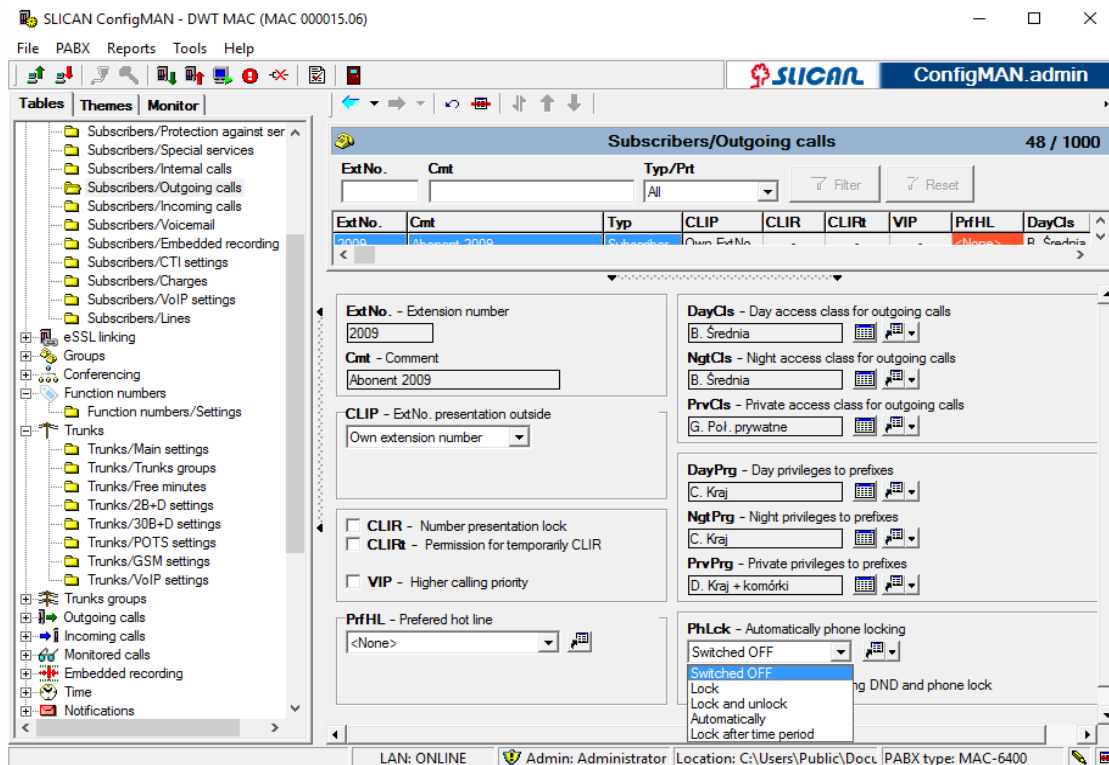 SLICAN ConfigMAN - DWT MAC (MAC 000015.06)
File PABX Reports Tools Help
SLICAN ConfigMAN.admin
Tables Themes Monitor
Subscribers/Protection against ser
Subscribers/Special services
Subscribers/Internal calls
Subscribers/Outgoing calls
Subscribers/Incoming calls
Subscribers/Voicemail
Subscribers/Embedded recording
Subscribers/CTI settings
Subscribers/Charges
Subscribers/VoIP settings
Subscribers/Lines
eSSL linking
Groups
Conferencing
Function numbers
Function numbers/Settings
Trunks
Trunks/Main settings
Trunks/Trunks groups
Trunks/Free minutes
Trunks/2B+D settings
Trunks/30B+D settings
Trunks/POTS settings
Trunks/GSM settings
Trunks/VoIP settings
Trunks groups
Outgoing calls
Incoming calls
Monitored calls
Embedded recording
Time
Notifications
Subscribers/Outgoing calls 48 / 1000
ExtNo. Cmt Typ/Prt
All Filter Reset
ExtNo. Cmt Typ CLIP CLIR CLIRt VIP PrfHL DayCls
2009 Abonent 2009 Subscriber Own ExtNo - - - <None> B. Średnia
ExtNo. - Extension number
2009
Cmt - Comment
Abonent 2009
CLIP - ExtNo. presentation outside
Own extension number
CLIR - Number presentation lock
CLIRt - Permission for temporarily CLIR
VIP - Higher calling priority
PrfHL - Prefered hot line
<None>
DayCls - Day access class for outgoing calls
B. Średnia
NgtCls - Night access class for outgoing calls
B. Średnia
PrvCls - Private access class for outgoing calls
G. Poł. prywatne
DayPrg - Day privileges to prefixes
C. Kraj
NgtPrg - Night privileges to prefixes
C. Kraj
PrvPrg - Private privileges to prefixes
D. Kraj + komórki
PhLck - Automatically phone locking
Switched OFF
Switched OFF
Lock
ng DND and phone lock
Lock and unlock
Automatically
Lock after time period
LAN: ONLINE Admin: Administrator Location: C:\Users\Public\Docu PABX type: MAC-6400